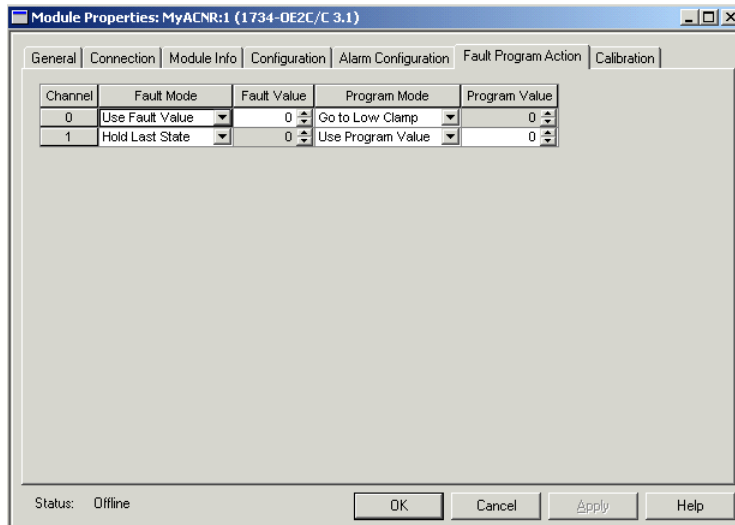 Module Properties: MyACNR:1 (1734-OE2C/C 3.1)
General Connection Module Info Configuration Alarm Configuration Fault Program Action Calibration
Channel Fault Mode Fault Value Program Mode Program Value
0 Use Fault Value 0 Go to Low Clamp 0
1 Hold Last State 0 Use Program Value 0
Status: Offline OK Cancel Apply Help